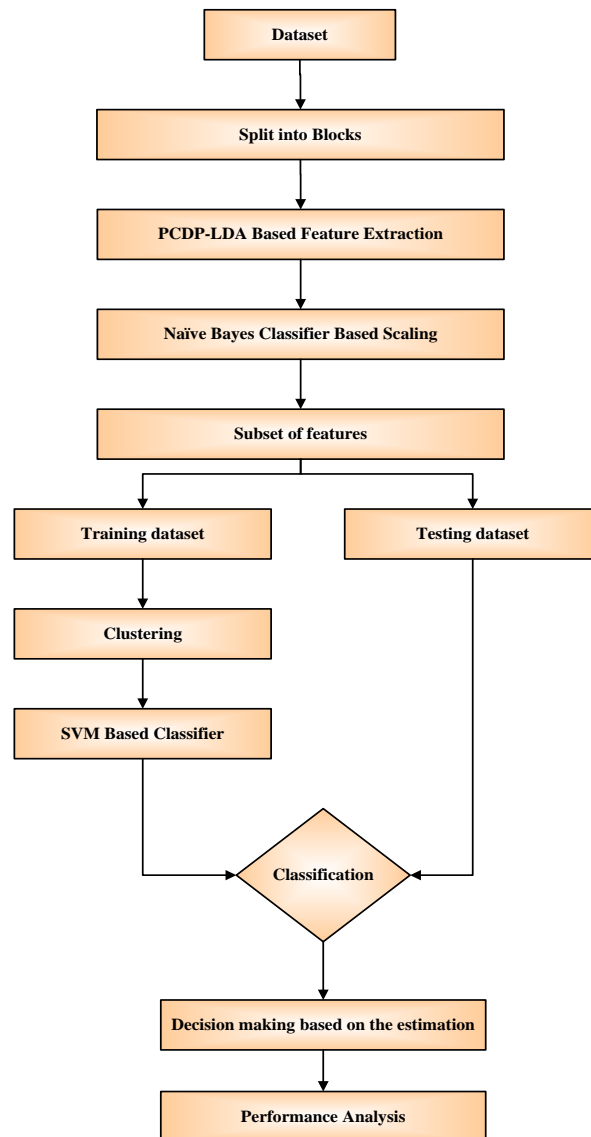 Dataset
Split into Blocks
PCDP-LDA Based Feature Extraction
Naïve Bayes Classifier Based Scaling
Subset of features
Training dataset
Testing dataset
Clustering
SVM Based Classifier
Classification
Decision making based on the estimation
Performance Analysis